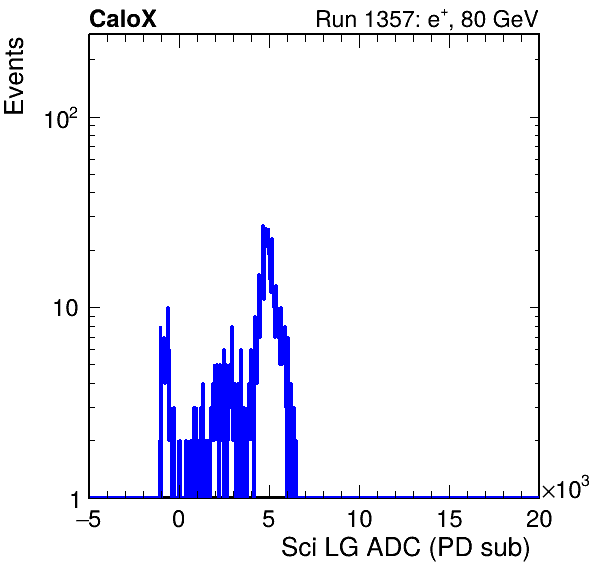 CaloX Run 1357: e⁺, 80 GeV
Events
10²
10
1
−5 0 5 10 15 20
×10³
Sci LG ADC (PD sub)